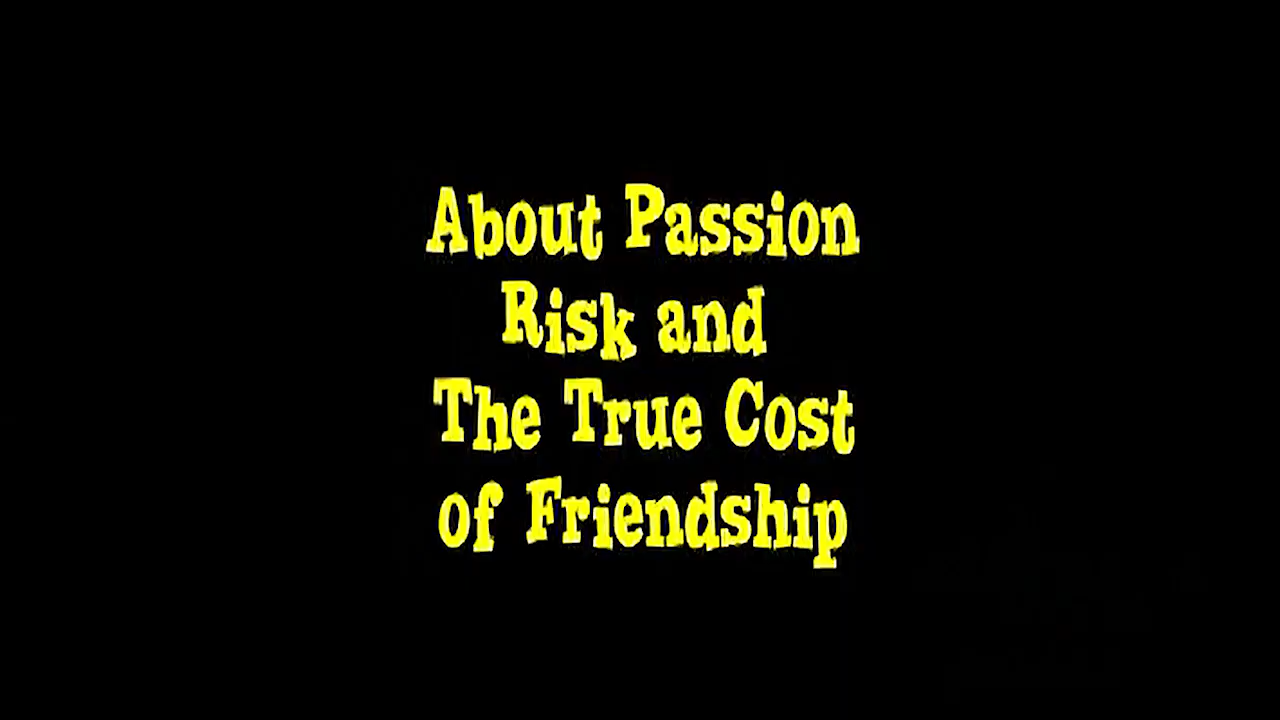 About Passion
Risk and
The True Cost
of Friendship